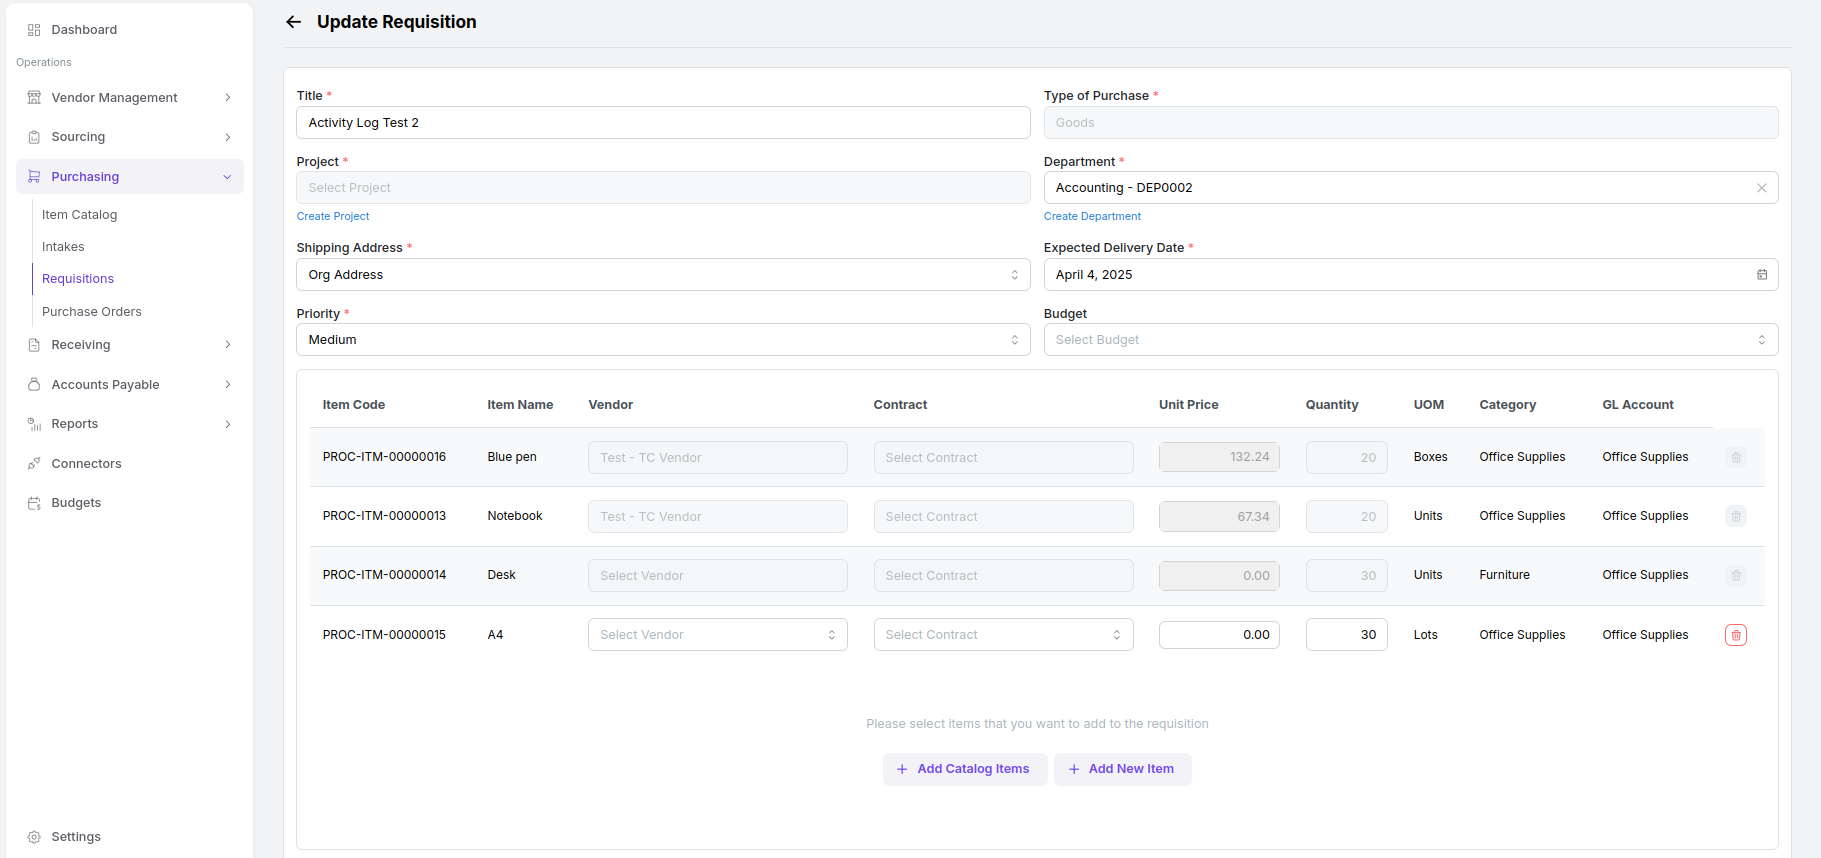 Dashboard
Operations
Vendor Management
Sourcing
Purchasing
Item Catalog
Intakes
Requisitions
Purchase Orders
Receiving
Accounts Payable
Reports
Connectors
Budgets
Settings
Update Requisition
Title *
Activity Log Test 2
Type of Purchase *
Goods
Project *
Select Project
Create Project
Department *
Accounting - DEP0002
Create Department
Shipping Address *
Org Address
Expected Delivery Date *
April 4, 2025
Priority *
Medium
Budget
Select Budget
Item Code Item Name Vendor Contract Unit Price Quantity UOM Category GL Account
PROC-ITM-00000016 Blue pen Test - TC Vendor Select Contract 132.24 20 Boxes Office Supplies Office Supplies
PROC-ITM-00000013 Notebook Test - TC Vendor Select Contract 67.34 20 Units Office Supplies Office Supplies
PROC-ITM-00000014 Desk Select Vendor Select Contract 0.00 30 Units Furniture Office Supplies
PROC-ITM-00000015 A4 Select Vendor Select Contract 0.00 30 Lots Office Supplies Office Supplies
Please select items that you want to add to the requisition
+ Add Catalog Items
+ Add New Item